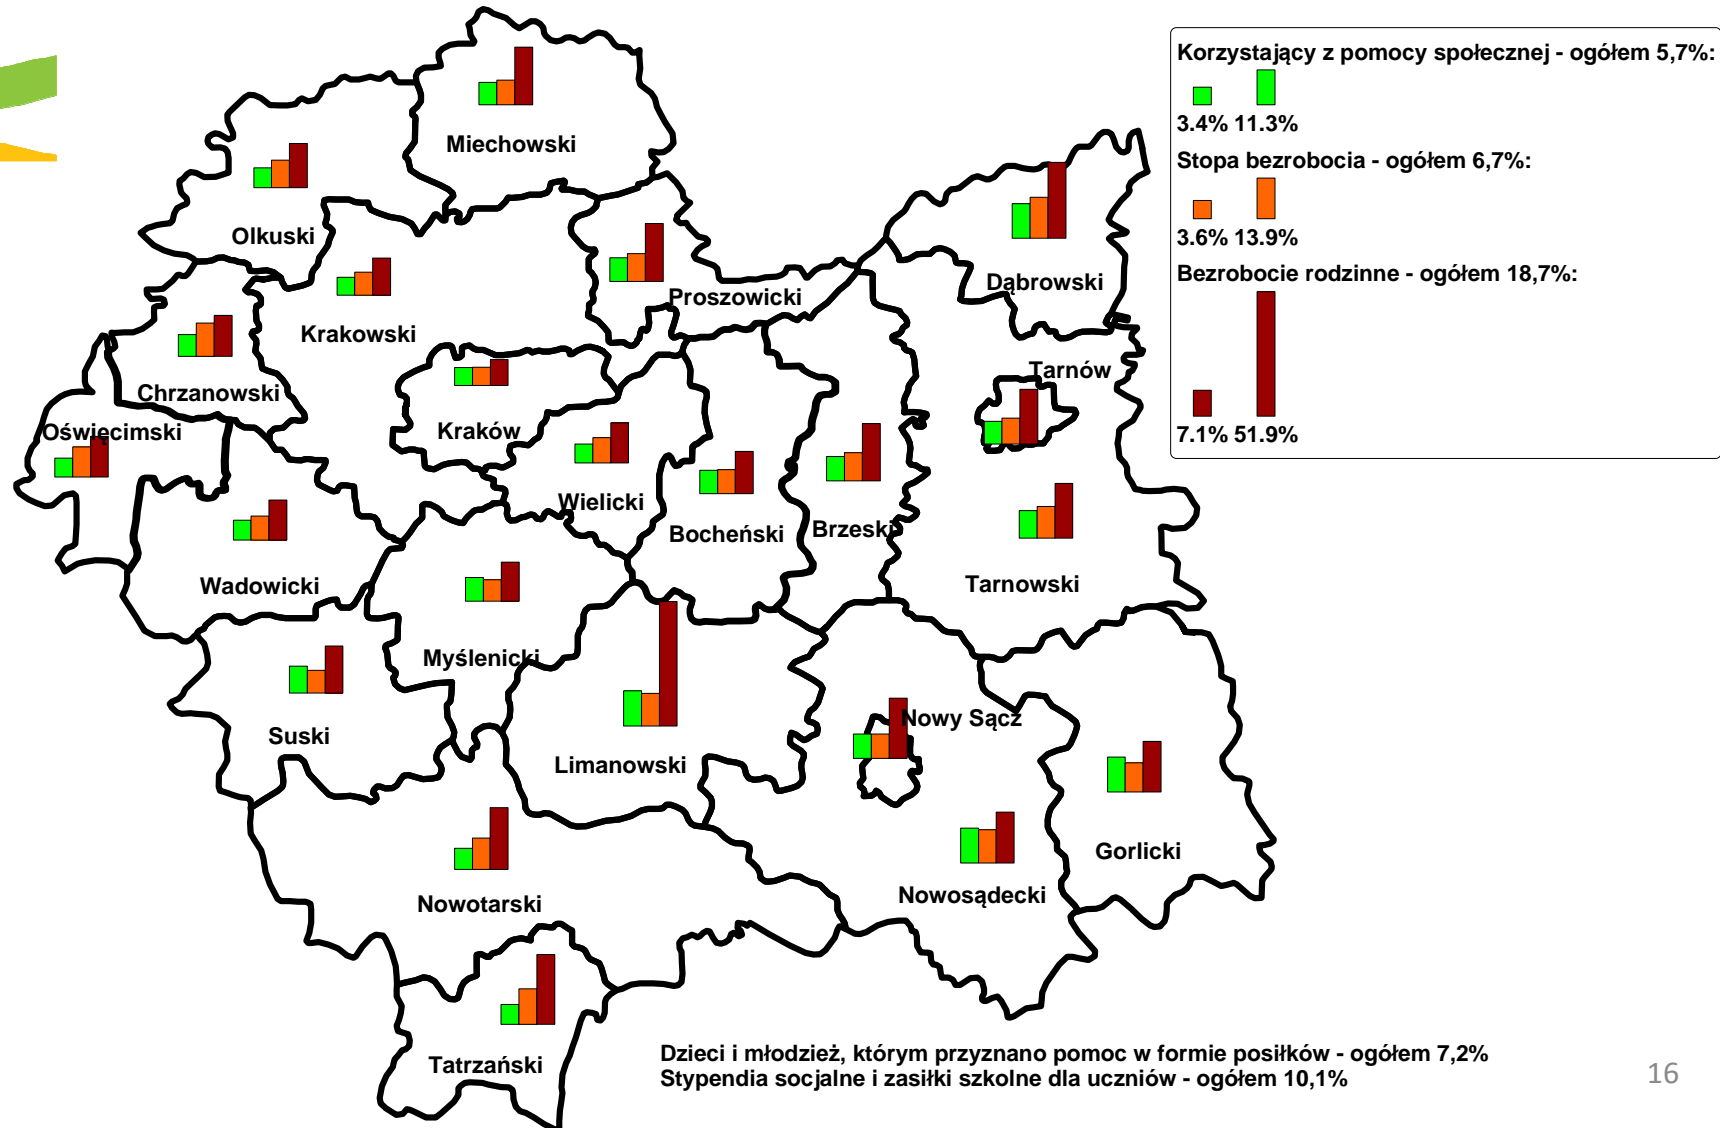 Korzystający z pomocy społecznej - ogółem 5,7%:
3.4% 11.3%
Stopa bezrobocia - ogółem 6,7%:
3.6% 13.9%
Bezrobocie rodzinne - ogółem 18,7%:
7.1% 51.9%
Miechowski
Olkuski
Dąbrowski
Proszowicki
Krakowski
Tarnów
Chrzanowski
Oświęcimski
Kraków
Wielicki
Bocheński
Brzeski
Wadowicki
Tarnowski
Myślenicki
Nowy Sącz
Suski
Limanowski
Gorlicki
Nowosądecki
Nowotarski
Tatrzański
Dzieci i młodzież, którym przyznano pomoc w formie posiłków - ogółem 7,2%
Stypendia socjalne i zasiłki szkolne dla uczniów - ogółem 10,1%
16